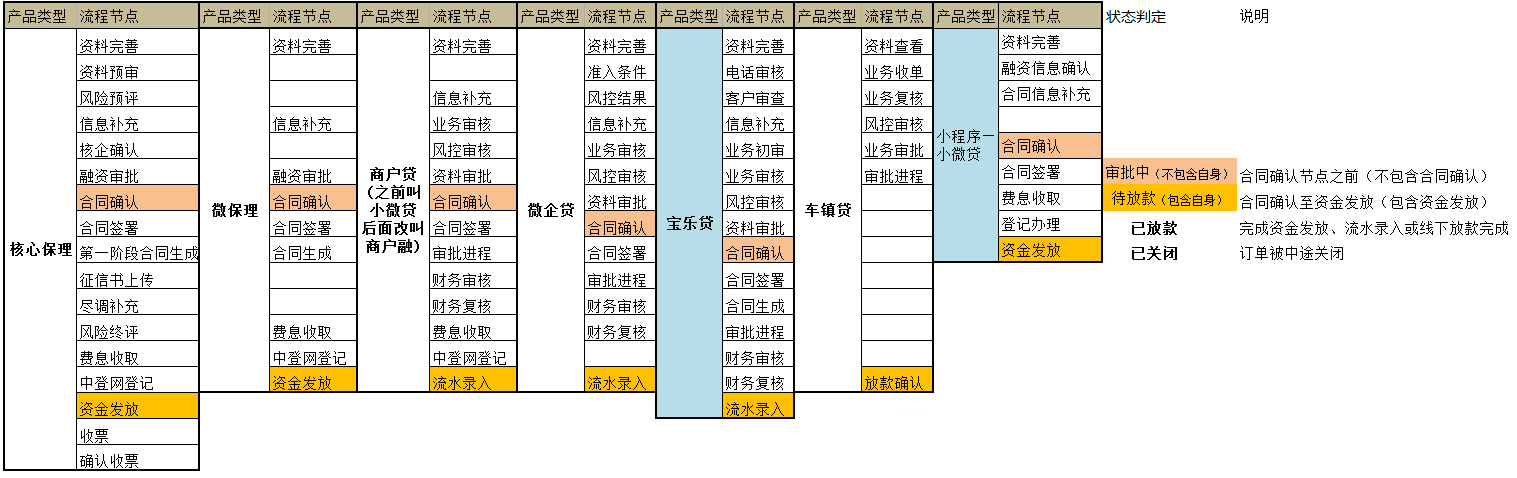 产品类型 流程节点 产品类型 流程节点 产品类型 流程节点 产品类型 流程节点 产品类型 流程节点 产品类型 流程节点 产品类型 流程节点 状态判定 说明
核心保理
资料完善
资料预审
风险预评
信息补充
核企确认
融资审批
合同确认
合同签署
第一阶段合同生成
征信书上传
尽调补充
风险终评
费息收取
中登网登记
资金发放
收票
确认收票
微保理
资料完善
信息补充
融资审批
合同确认
合同签署
合同生成
费息收取
中登网登记
资金发放
商户贷
(之前叫
小微贷
后面改叫
商户融)
资料完善
信息补充
业务审核
风控审核
资料审批
合同确认
合同签署
审批进程
财务审核
财务复核
费息收取
中登网登记
流水录入
微企贷
资料完善
准入条件
风控结果
信息补充
业务审核
风控审核
资料审批
合同确认
合同签署
审批进程
财务审核
财务复核
流水录入
宝乐贷
资料完善
电话审核
客户审查
信息补充
业务初审
业务审核
风控审核
资料审批
合同确认
合同签署
合同生成
审批进程
财务审核
财务复核
流水录入
车镇贷
资料查看
业务收单
业务复核
风控审核
业务审批
审批进程
放款确认
小程序一
小微贷
资料完善
融资信息确认
合同信息补充
合同确认
合同签署
费息收取
登记办理
资金发放
审批中(不包含自身) 合同确认节点之前(不包含合同确认)
待放款(包含自身) 合同确认至资金发放(包含资金发放)
已放款 完成资金发放、流水录入或线下放款完成
已关闭 订单被中途关闭